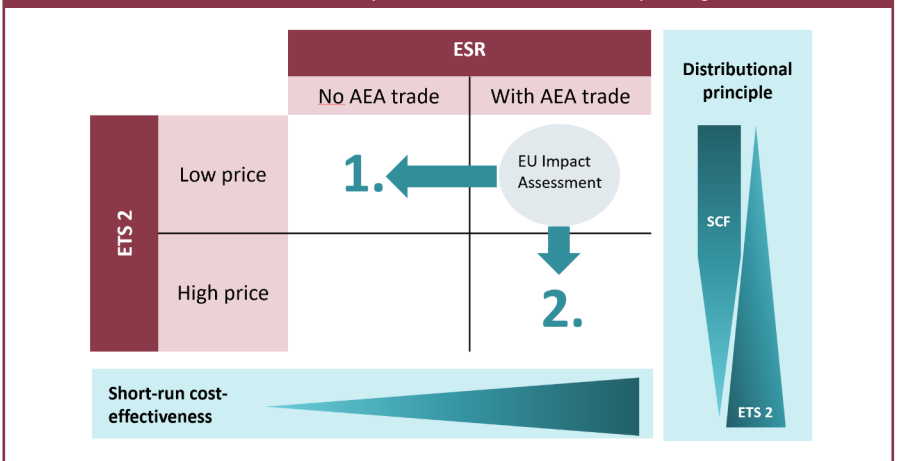 ESR
Distributional
principle
No AEA trade
With AEA trade
ETS 2
Low price
1.
EU Impact
Assessment
SCF
High price
2.
Short-run cost-
effectiveness
ETS 2